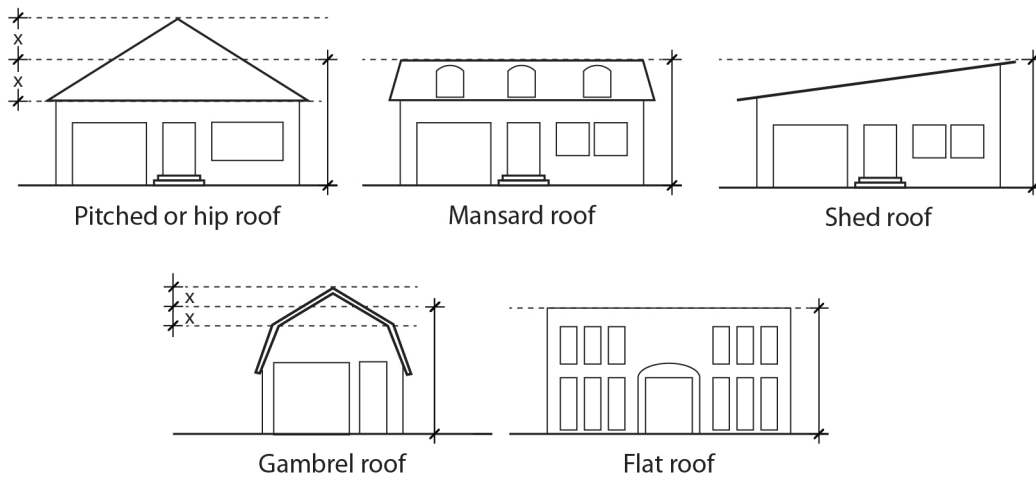 x
x
Pitched or hip roof
Mansard roof
Shed roof
x
x
Gambrel roof
Flat roof